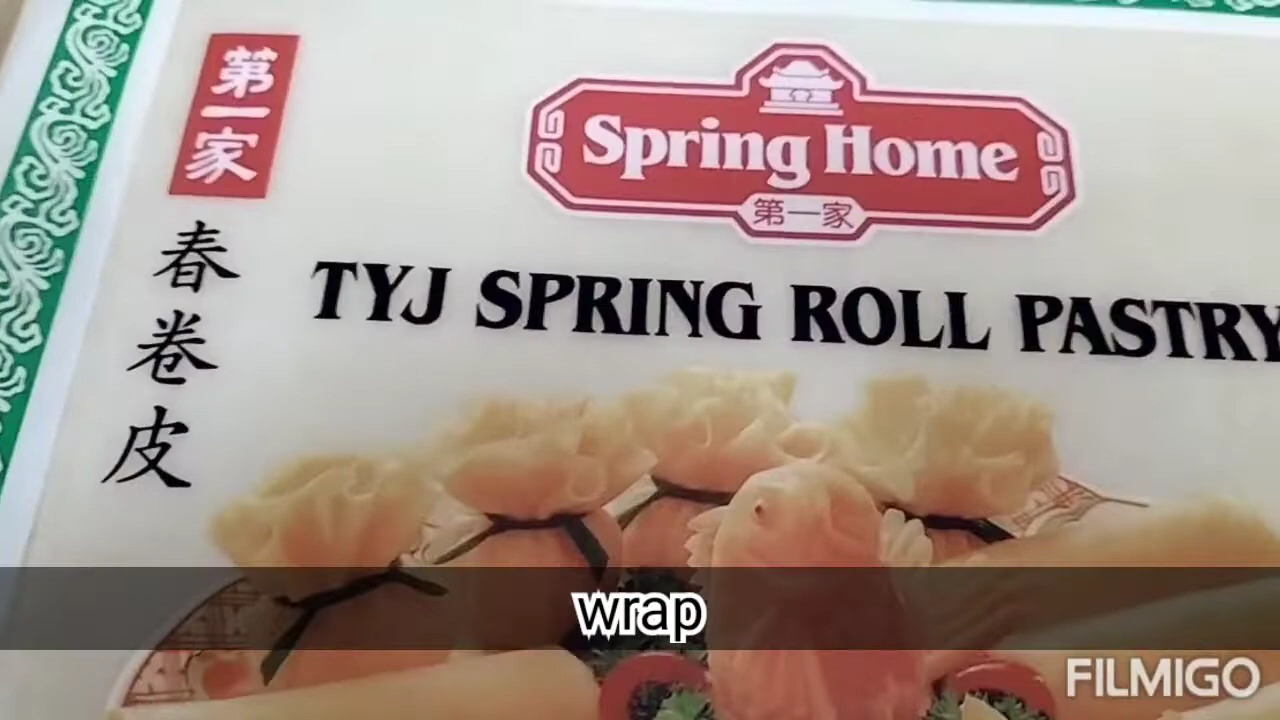 第一家
春卷皮
Spring Home
第一家
TYJ SPRING ROLL PASTRY
wrap
FILMIGO